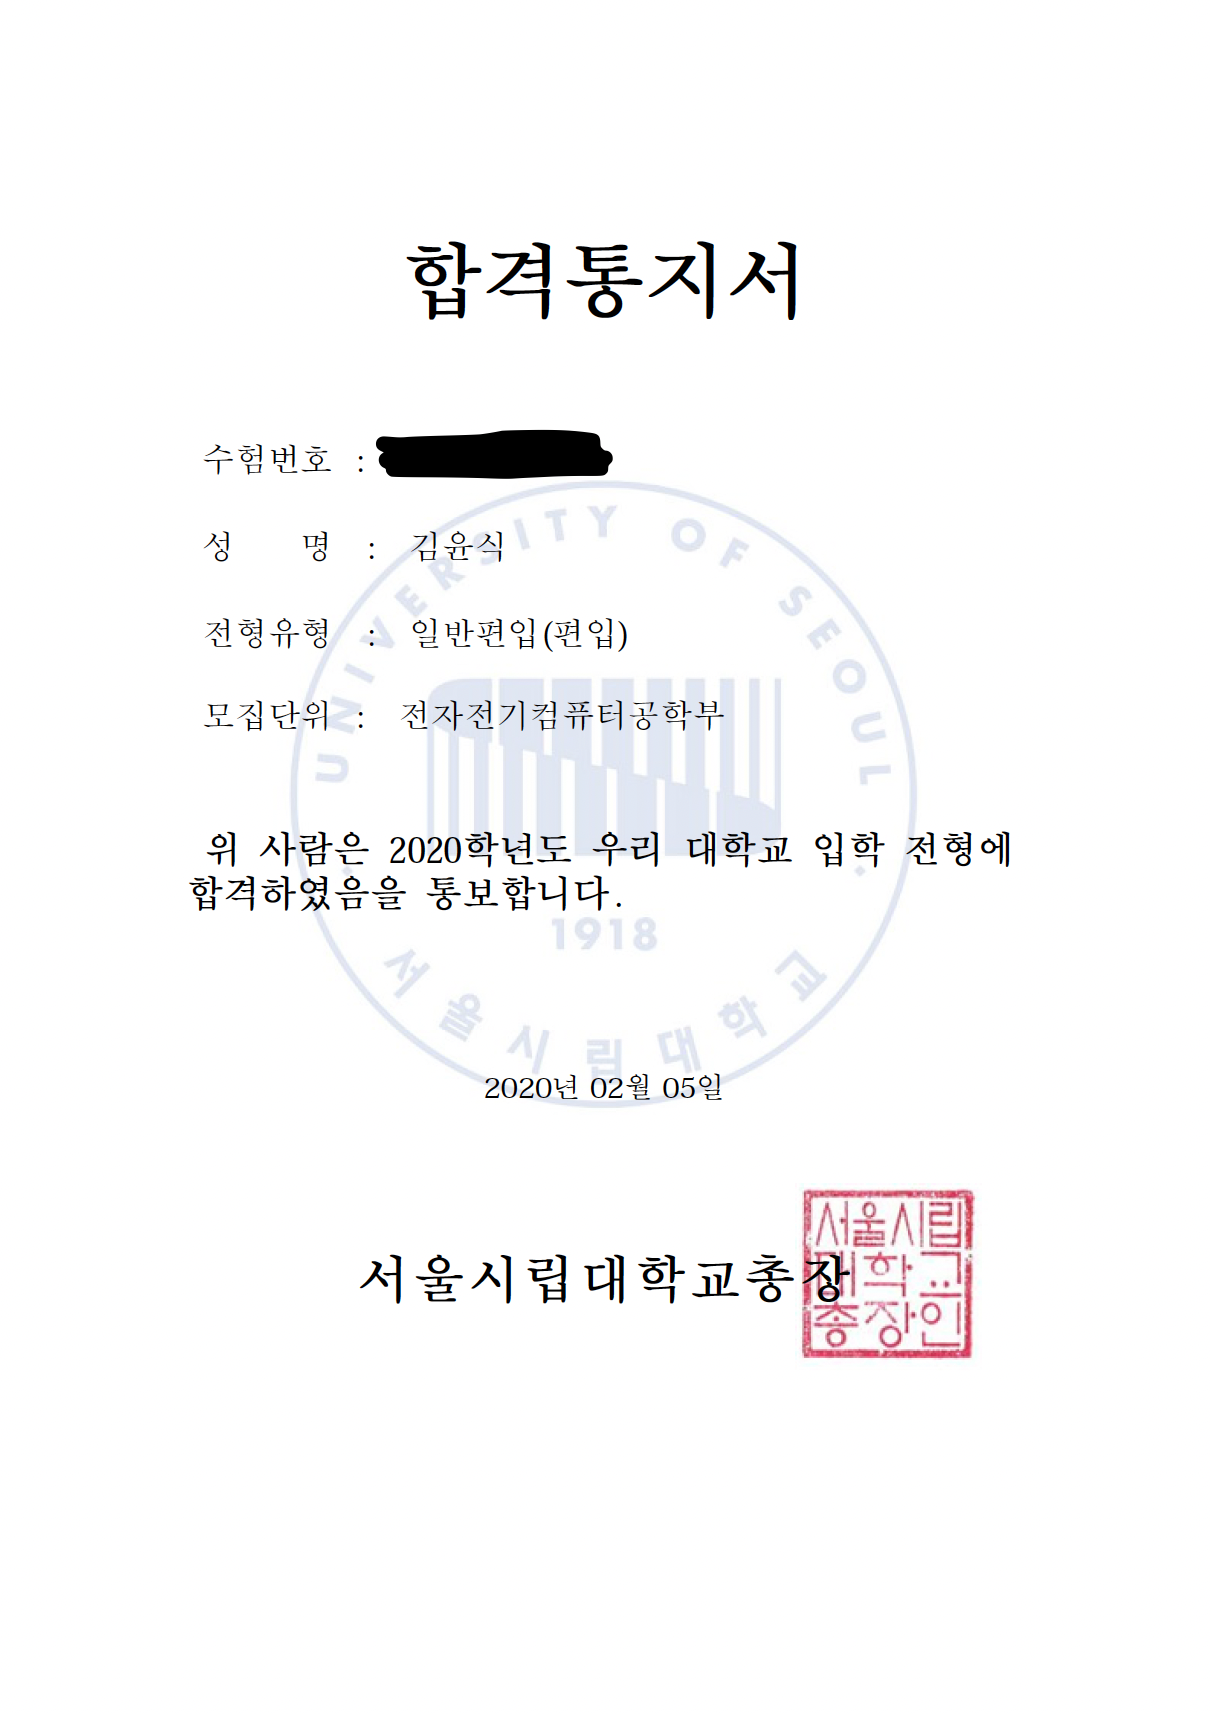 합격통지서
수험번호 :
성 명 : 김윤식
전형유형 : 일반편입(편입)
모집단위 : 전자전기컴퓨터공학부
위 사람은 2020학년도 우리 대학교 입학 전형에
합격하였음을 통보합니다.
UNIVERSITY OF SEOUL
1918
서울시립대학교
2020년 02월 05일
서울시립대학교총장
서울시립
대학교
총장인